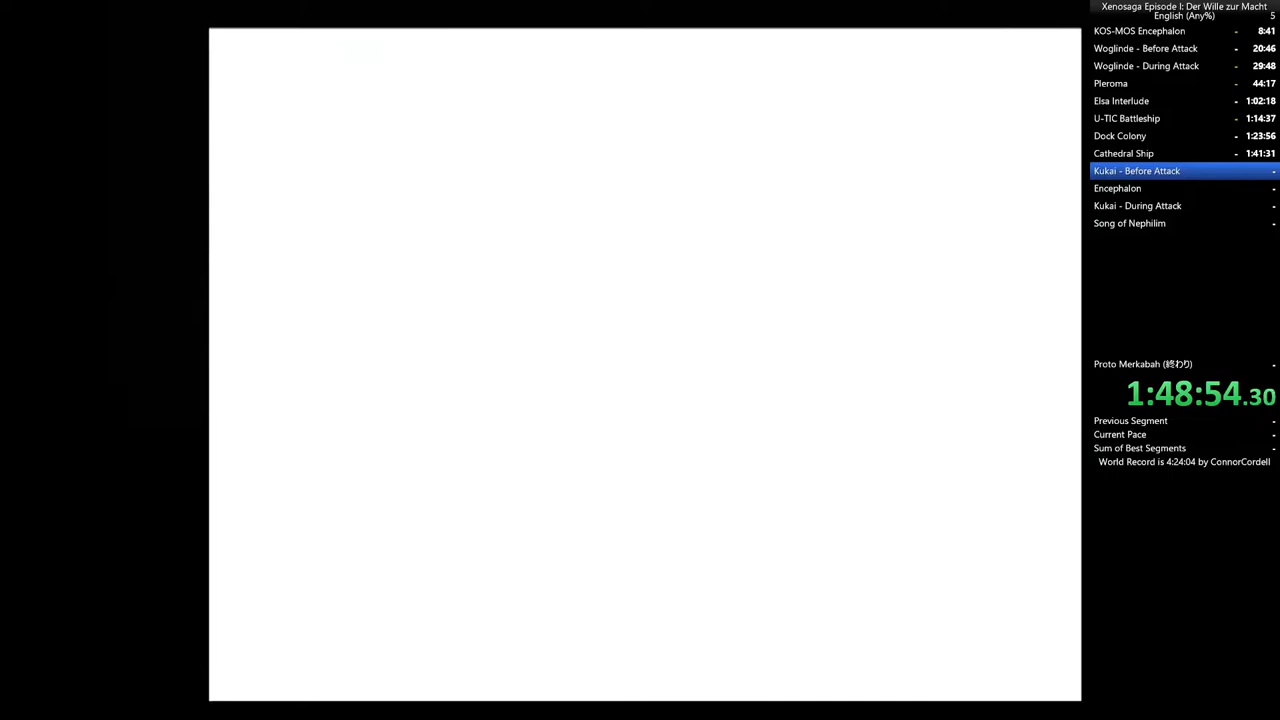 Xenosaga Episode I: Der Wille zur Macht
English (Any%) 5
KOS-MOS Encephalon - 8:41
Woglinde - Before Attack - 20:46
Woglinde - During Attack - 29:48
Pleroma - 44:17
Elsa Interlude - 1:02:18
U-TIC Battleship - 1:14:37
Dock Colony - 1:23:56
Cathedral Ship - 1:41:31
Kukai - Before Attack -
Encephalon -
Kukai - During Attack -
Song of Nephilim -
Proto Merkabah (終わり) -
1:48:54.30
Previous Segment -
Current Pace -
Sum of Best Segments -
World Record is 4:24:04 by ConnorCordell